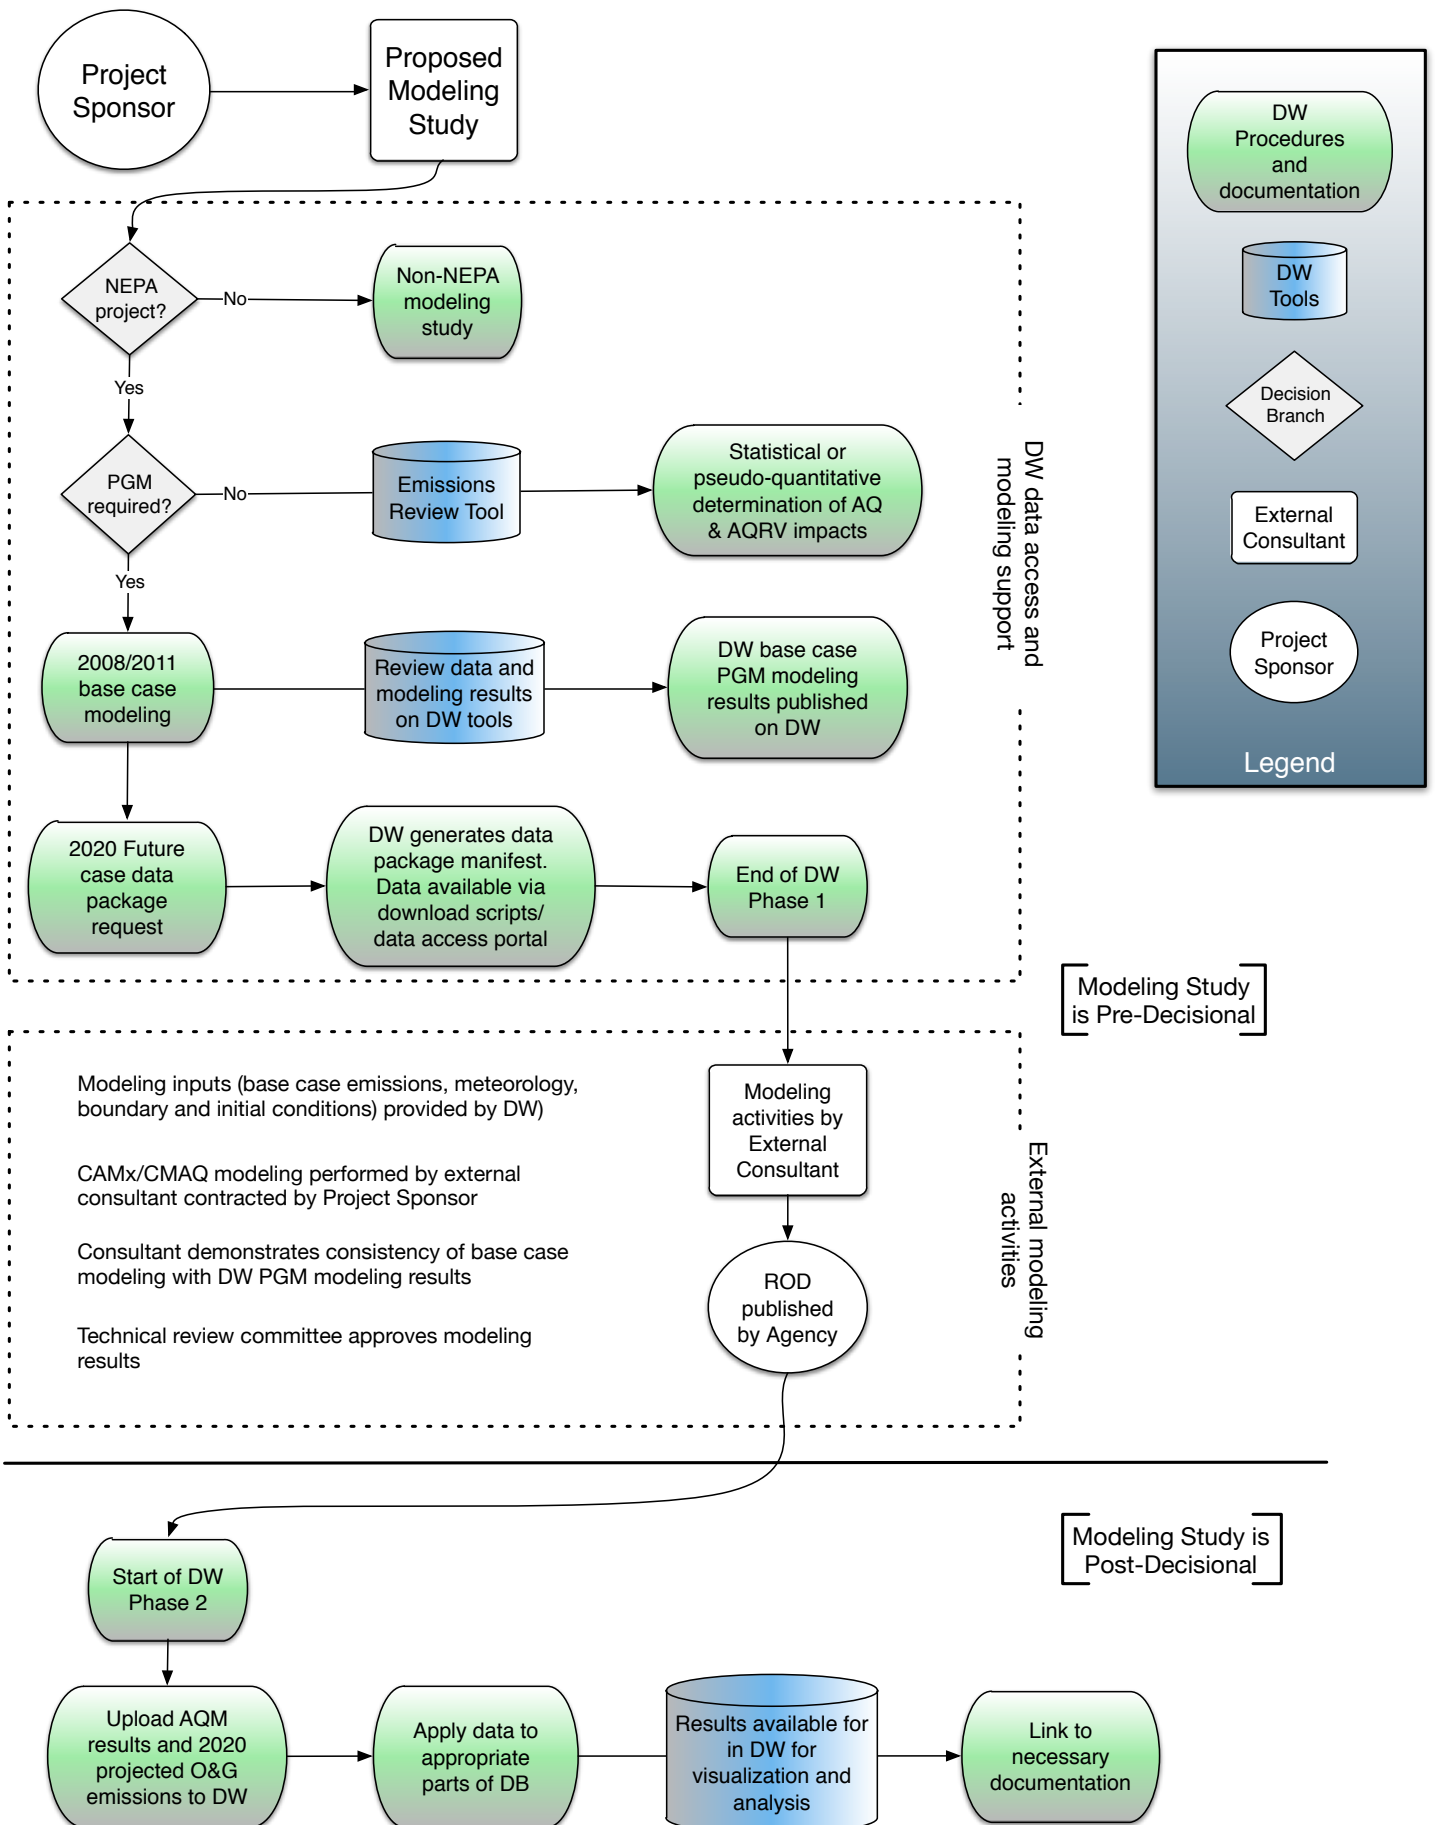 Project
Sponsor
Proposed
Modeling
Study
NEPA
project?
No
Non-NEPA
modeling
study
Yes
PGM
required?
No
Emissions
Review Tool
Statistical or
pseudo-quantitative
determination of AQ
& AQRV impacts
Yes
2008/2011
base case
modeling
Review data and
modeling results
on DW tools
DW base case
PGM modeling
results published
on DW
2020 Future
case data
package
request
DW generates data
package manifest.
Data available via
download scripts/
data access portal
End of DW
Phase 1
DW data access and
modeling support
DW
Procedures
and
documentation
DW
Tools
Decision
Branch
External
Consultant
Project
Sponsor
Legend
Modeling Study
is Pre-Decisional
Modeling inputs (base case emissions, meteorology,
boundary and initial conditions) provided by DW)
CAMx/CMAQ modeling performed by external
consultant contracted by Project Sponsor
Consultant demonstrates consistency of base case
modeling with DW PGM modeling results
Technical review committee approves modeling
results
Modeling
activities by
External
Consultant
ROD
published
by Agency
External modeling
activities
Modeling Study is
Post-Decisional
Start of DW
Phase 2
Upload AQM
results and 2020
projected O&G
emissions to DW
Apply data to
appropriate
parts of DB
Results available for
in DW for
visualization and
analysis
Link to
necessary
documentation